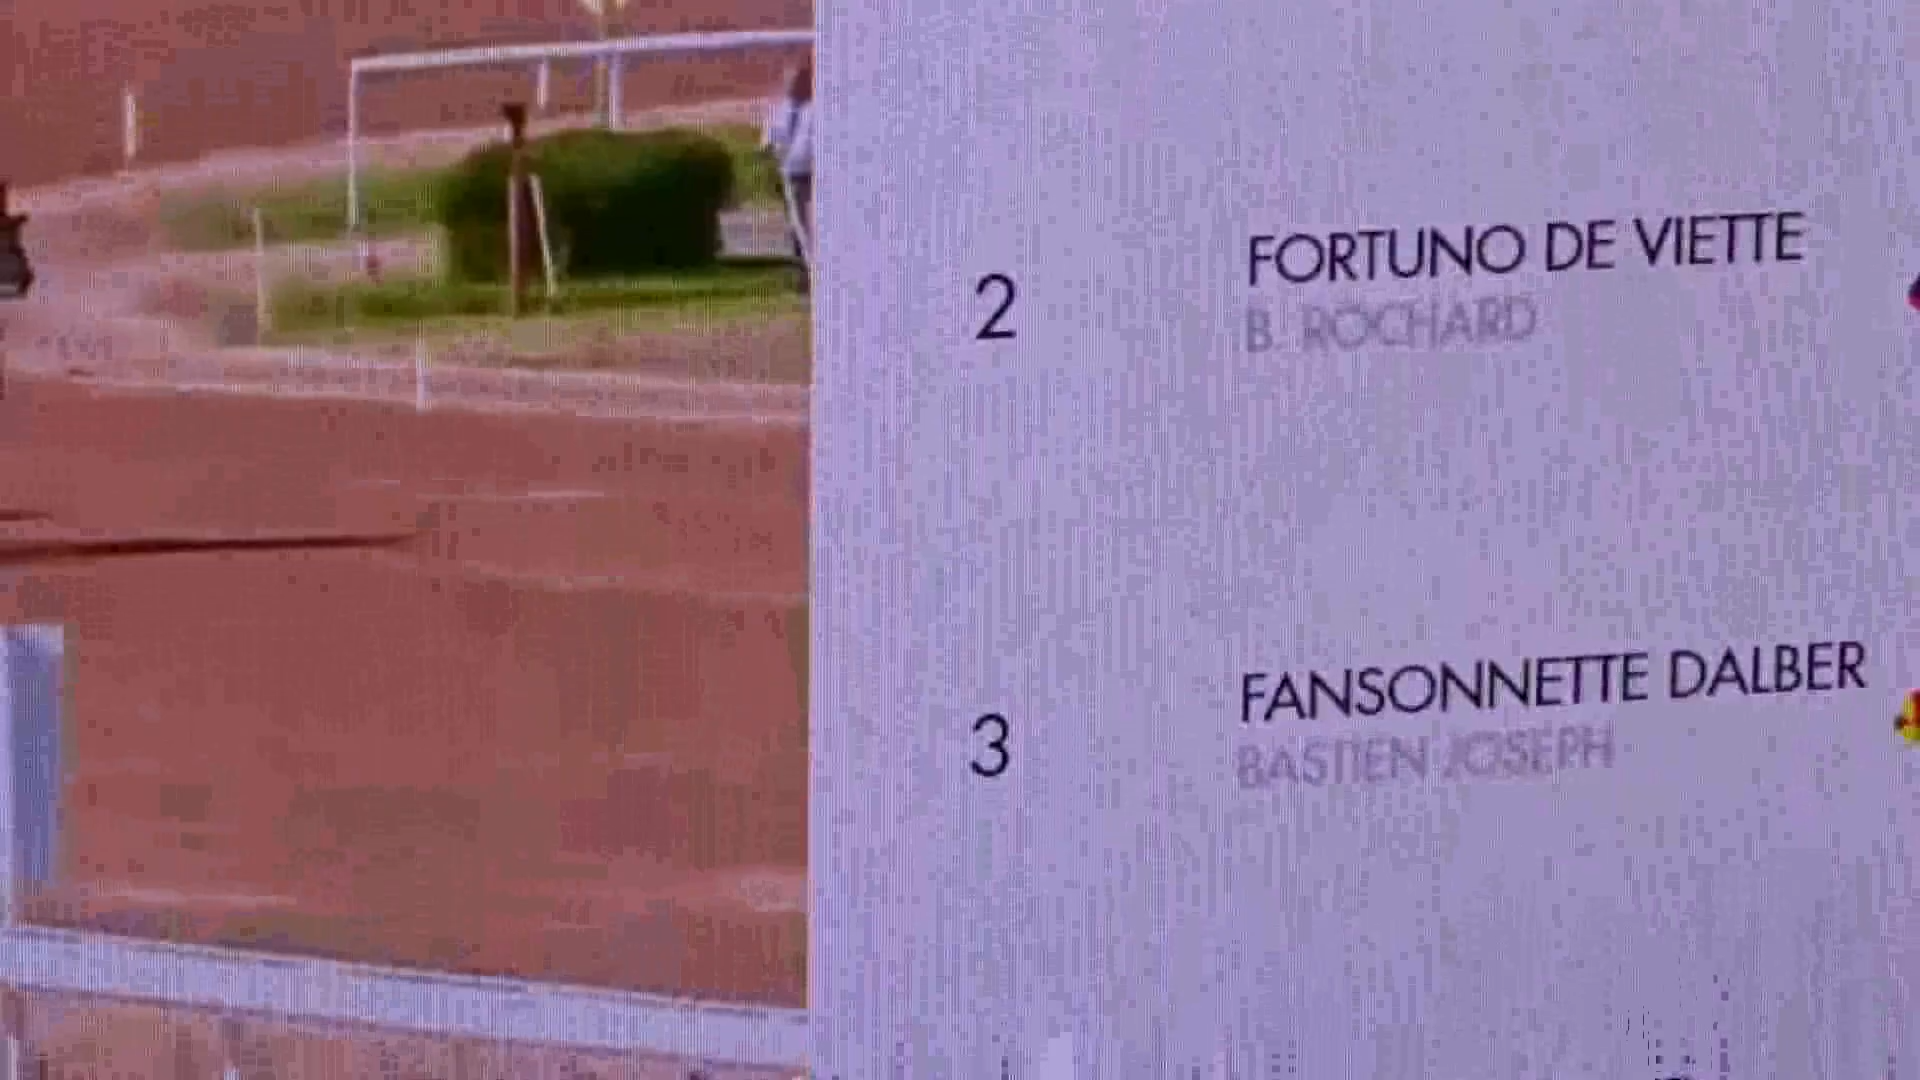 2
FORTUNO DE VIETTE
B. ROCHARD
3
FANSONNETTE DALBER
BASTIEN JOSEPH